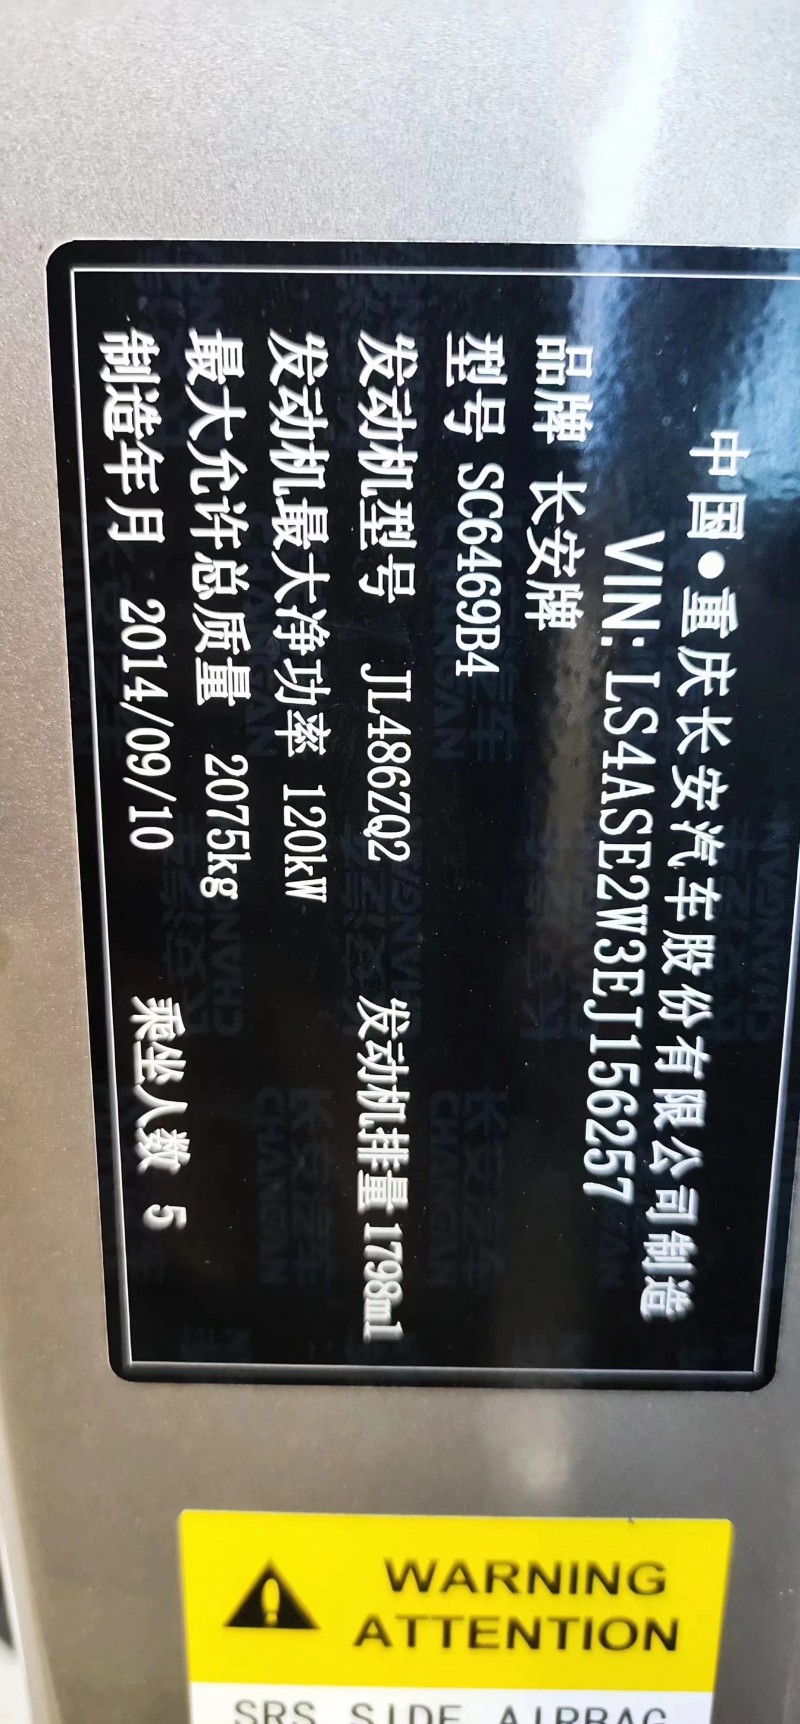 中国•重庆长安汽车股份有限公司制造
VIN: LS4ASE2W3EJ156257
品牌 长安牌
型号 SC6469B4
发动机型号 JL486ZQ2 发动机排量 1798ml
发动机最大净功率 120kW
最大允许总质量 2075kg
制造年月 2014/09/10 乘坐人数 5
WARNING
ATTENTION
SRS SIDE AIRBAG